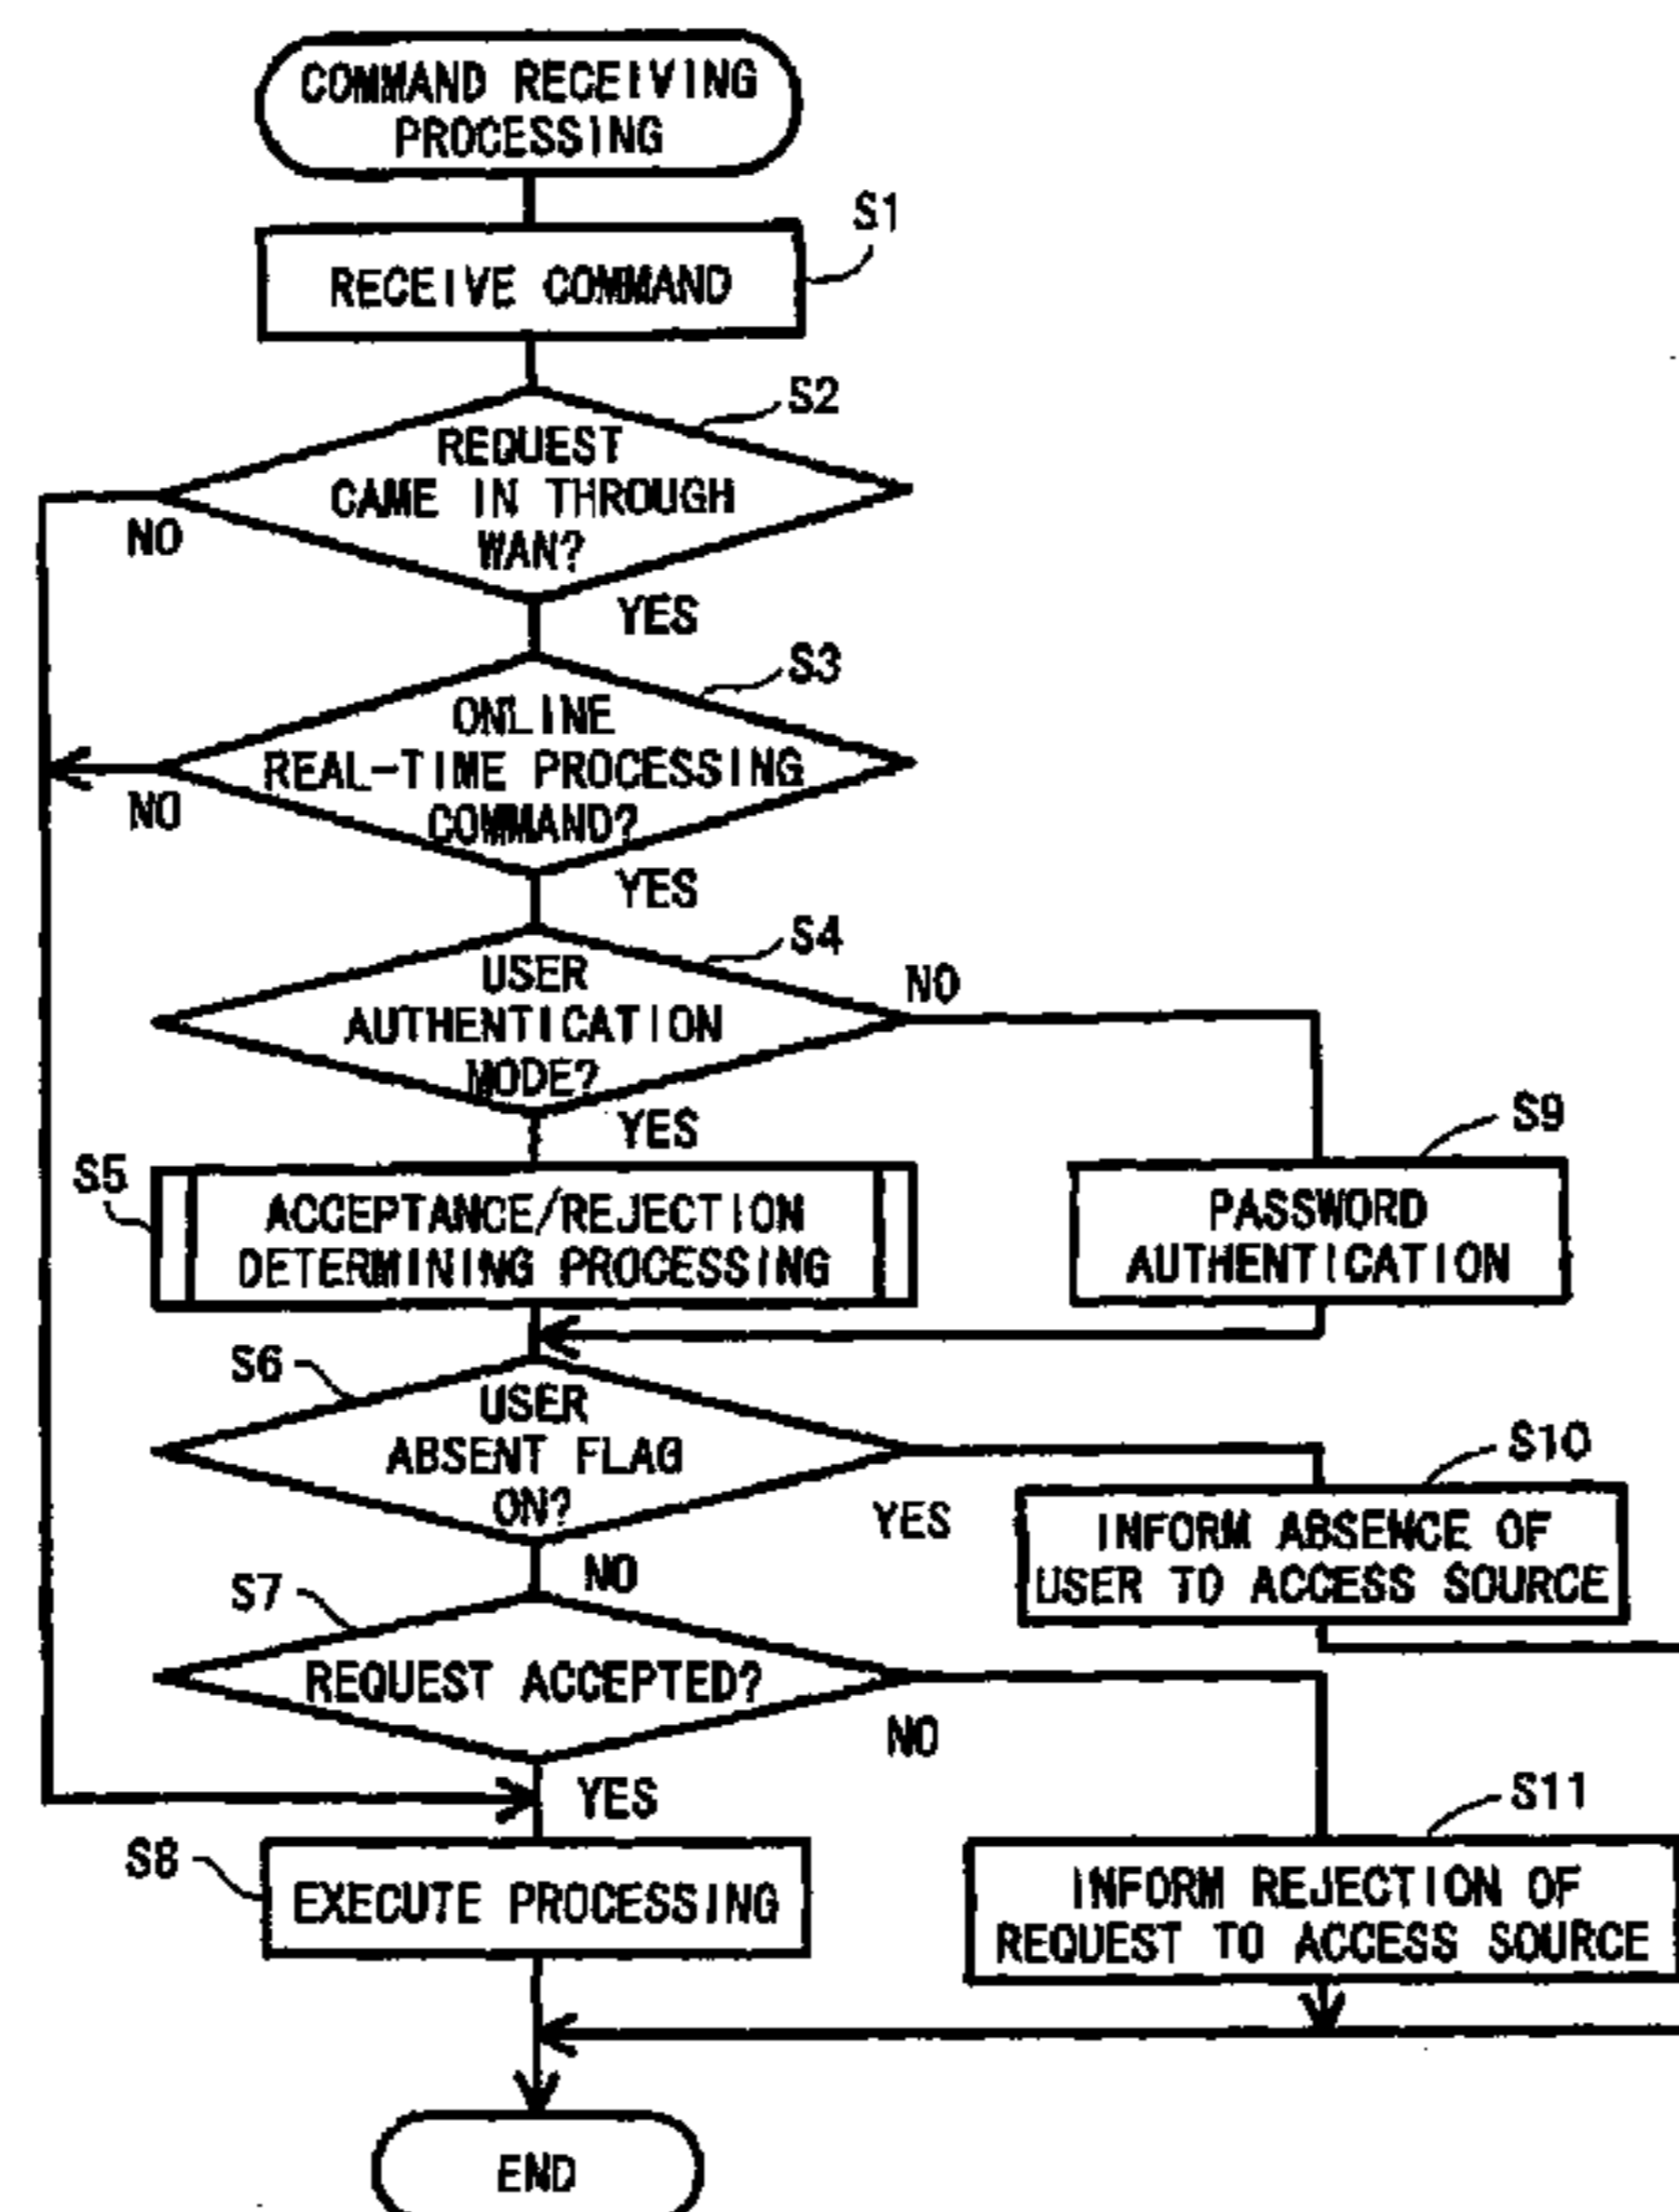 COMMAND RECEIVING
PROCESSING
S1
RECEIVE COMMAND
S2
REQUEST
CAME IN THROUGH
WAN?
NO
YES
S3
ONLINE
REAL-TIME PROCESSING
COMMAND?
NO
YES
S4
USER
AUTHENTICATION
MODE?
NO
YES
S9
S5
ACCEPTANCE/REJECTION
DETERMINING PROCESSING
PASSWORD
AUTHENTICATION
S6
USER
ABSENT FLAG
ON?
YES
NO
S10
INFORM ABSENCE OF
USER TO ACCESS SOURCE
S7
REQUEST ACCEPTED?
NO
YES
S11
S8
EXECUTE PROCESSING
INFORM REJECTION OF
REQUEST TO ACCESS SOURCE
END